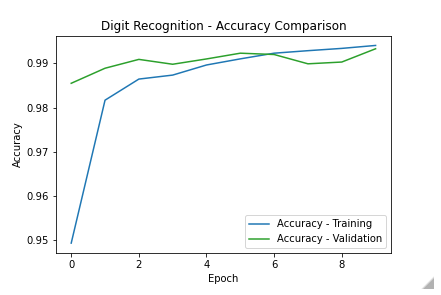 Digit Recognition - Accuracy Comparison
0.99
0.98
0.97
0.96
0.95
Accuracy
0 2 4 6 8
Epoch
Accuracy - Training
Accuracy - Validation